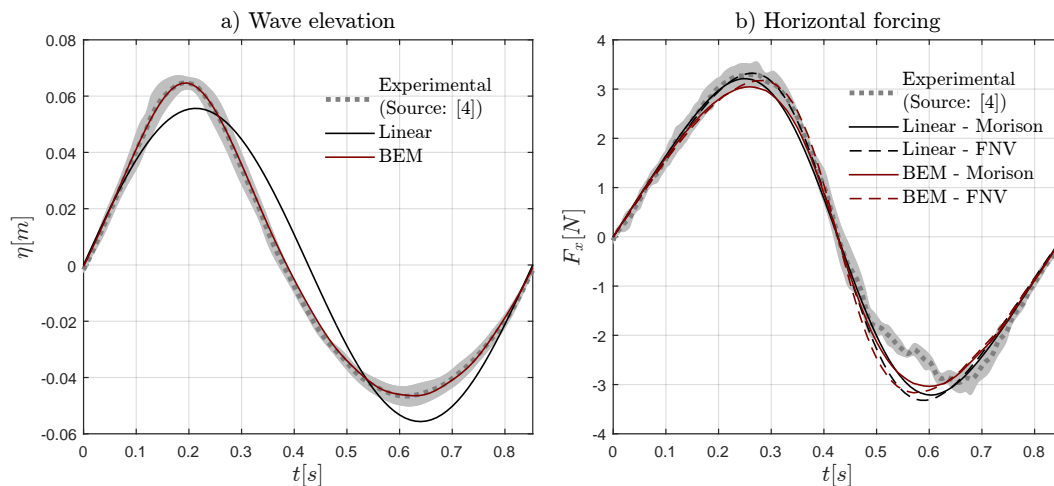 a) Wave elevation
0.08
0.06
0.04
0.02
0
-0.02
-0.04
-0.06
η[m]
0 0.1 0.2 0.3 0.4 0.5 0.6 0.7 0.8
t[s]
Experimental
(Source: [4])
Linear
BEM
b) Horizontal forcing
4
3
2
1
0
-1
-2
-3
-4
F_x[N]
0 0.1 0.2 0.3 0.4 0.5 0.6 0.7 0.8
t[s]
Experimental
(Source: [4])
Linear - Morison
Linear - FNV
BEM - Morison
BEM - FNV